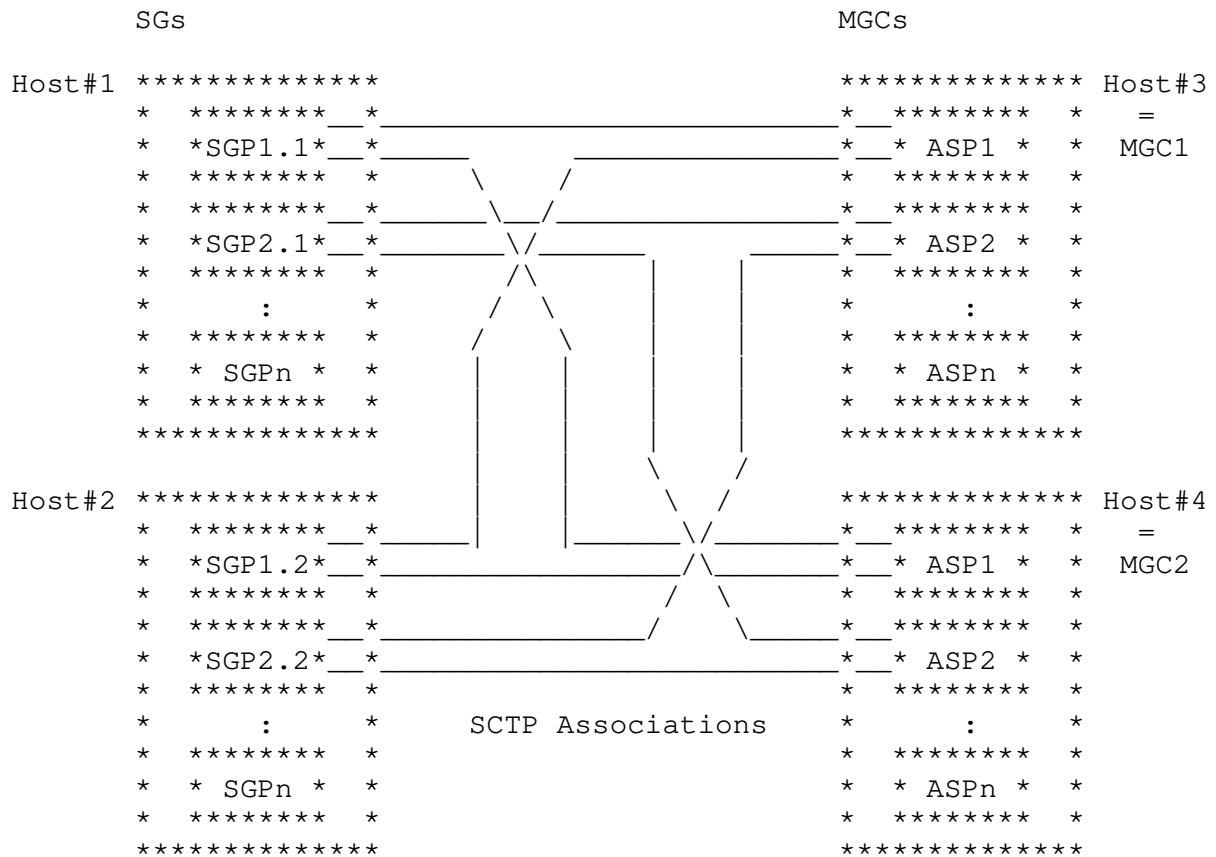 SGs MGCs
Host#1 Host#3
=
SGP1.1 ASP1 MGC1
SGP2.1 ASP2
: :
SGPn ASPn
Host#2 Host#4
=
SGP1.2 ASP1 MGC2
SGP2.2 ASP2
: SCTP Associations :
SGPn ASPn